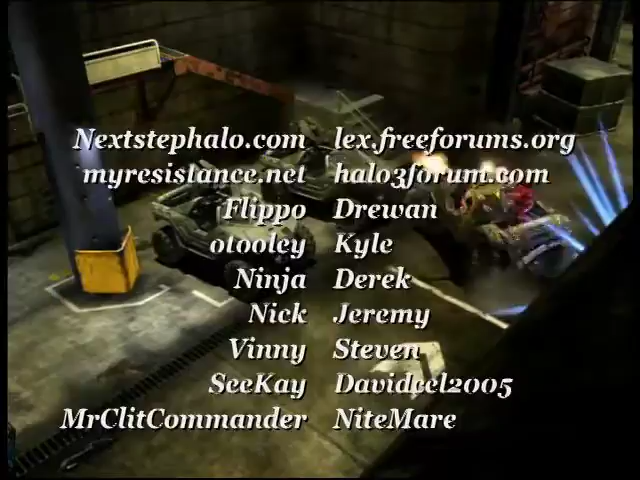 Nextstephalo.com lex.freeforums.org
myresistance.net halo3forum.com
Flippo Drewan
otooley Kyle
Ninja Derek
Nick Jeremy
Vinny Steven
SeeKay Davidcel2005
MrClitCommander NiteMare